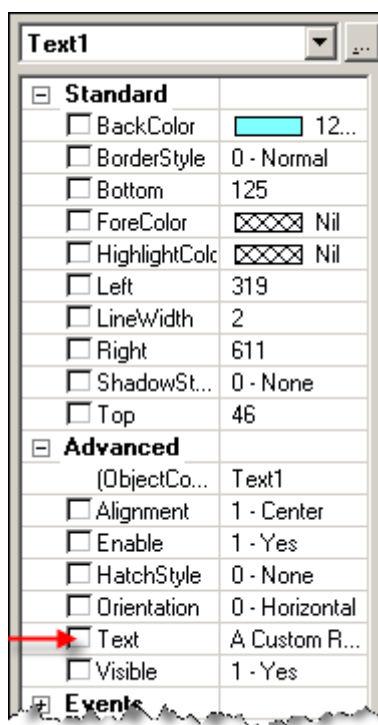 Text1
...
Standard
BackColor 12...
BorderStyle 0 - Normal
Bottom 125
ForeColor Nil
HighlightColc Nil
Left 319
LineWidth 2
Right 611
ShadowSt... 0 - None
Top 46
Advanced
(ObjectCo... Text1
Alignment 1 - Center
Enable 1 - Yes
HatchStyle 0 - None
Orientation 0 - Horizontal
Text A Custom R...
Visible 1 - Yes
Events